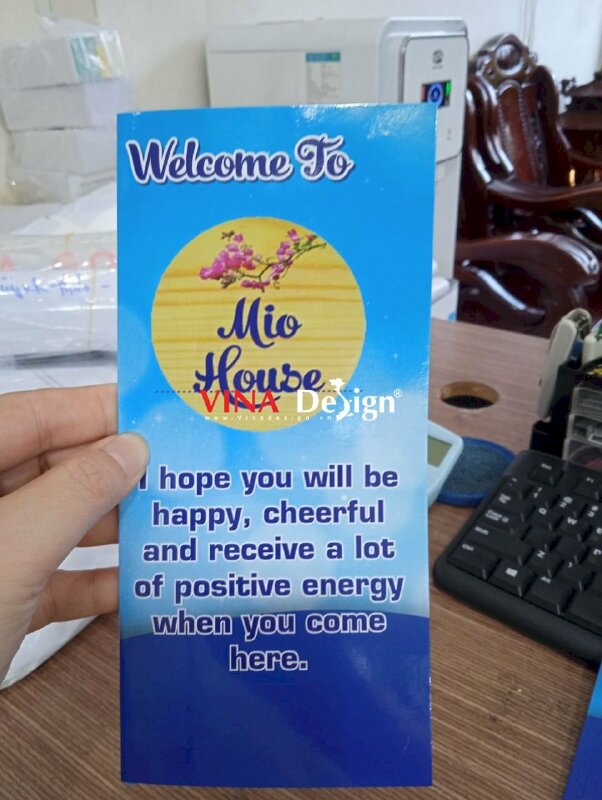 Welcome To
Mio
House
VINA Design®
www.Vinadesign.vn
I hope you will be
happy, cheerful
and receive a lot
of positive energy
when you come
here.